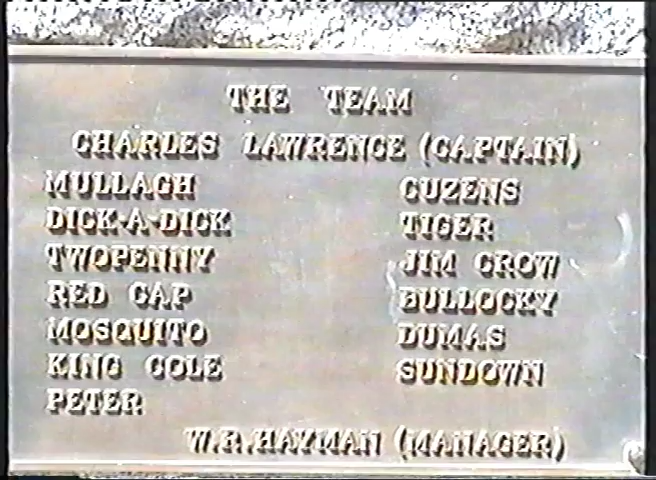 THE TEAM
CHARLES LAWRENCE (CAPTAIN)
MULLAGH CUZENS
DICK-A-DICK TIGER
TWOPENNY JIM CROW
RED CAP BULLOCKY
MOSQUITO DUMAS
KING COLE SUNDOWN
PETER
W.R.HAYMAN (MANAGER)